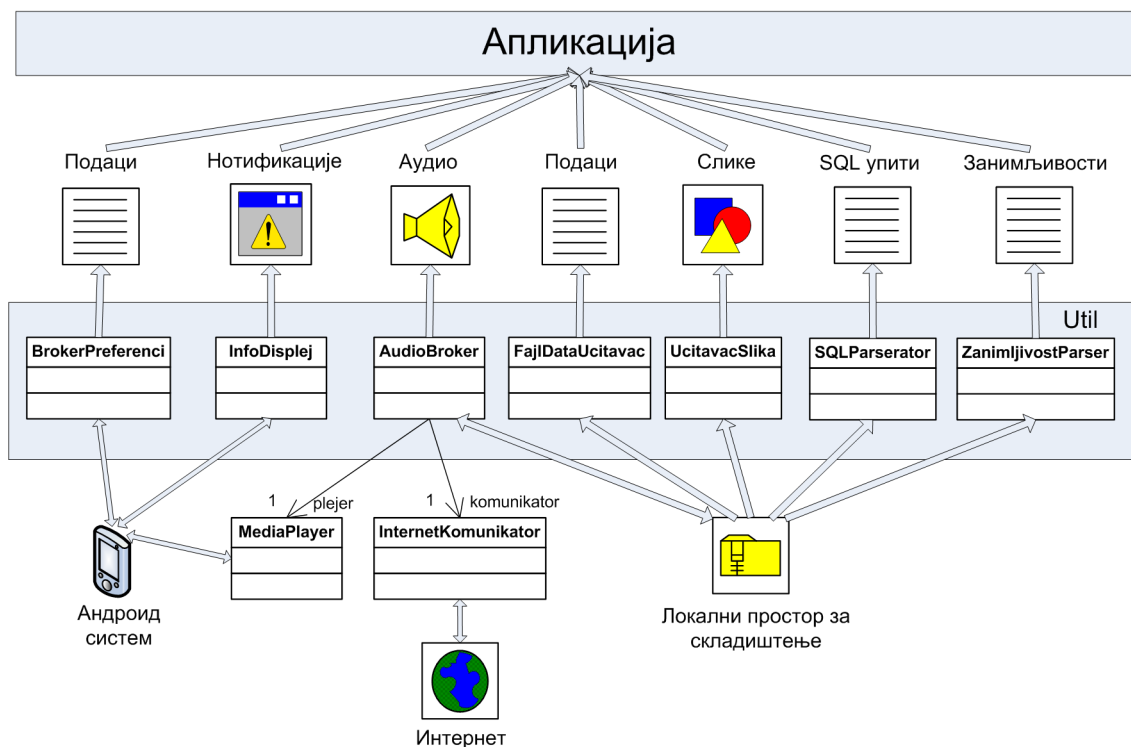 Апликација
Подаци
Нотификације
Аудио
Подаци
Слике
SQL упити
Занимљивости
Util
BrokerPreferenci
InfoDisplej
AudioBroker
FajlDataUcitavac
UcitavacSlika
SQLParserator
ZanimljivostParser
1
plejer
1
komunikator
MediaPlayer
InternetKomunikator
Андроид
систем
Локални простор за
складиштење
Интернет